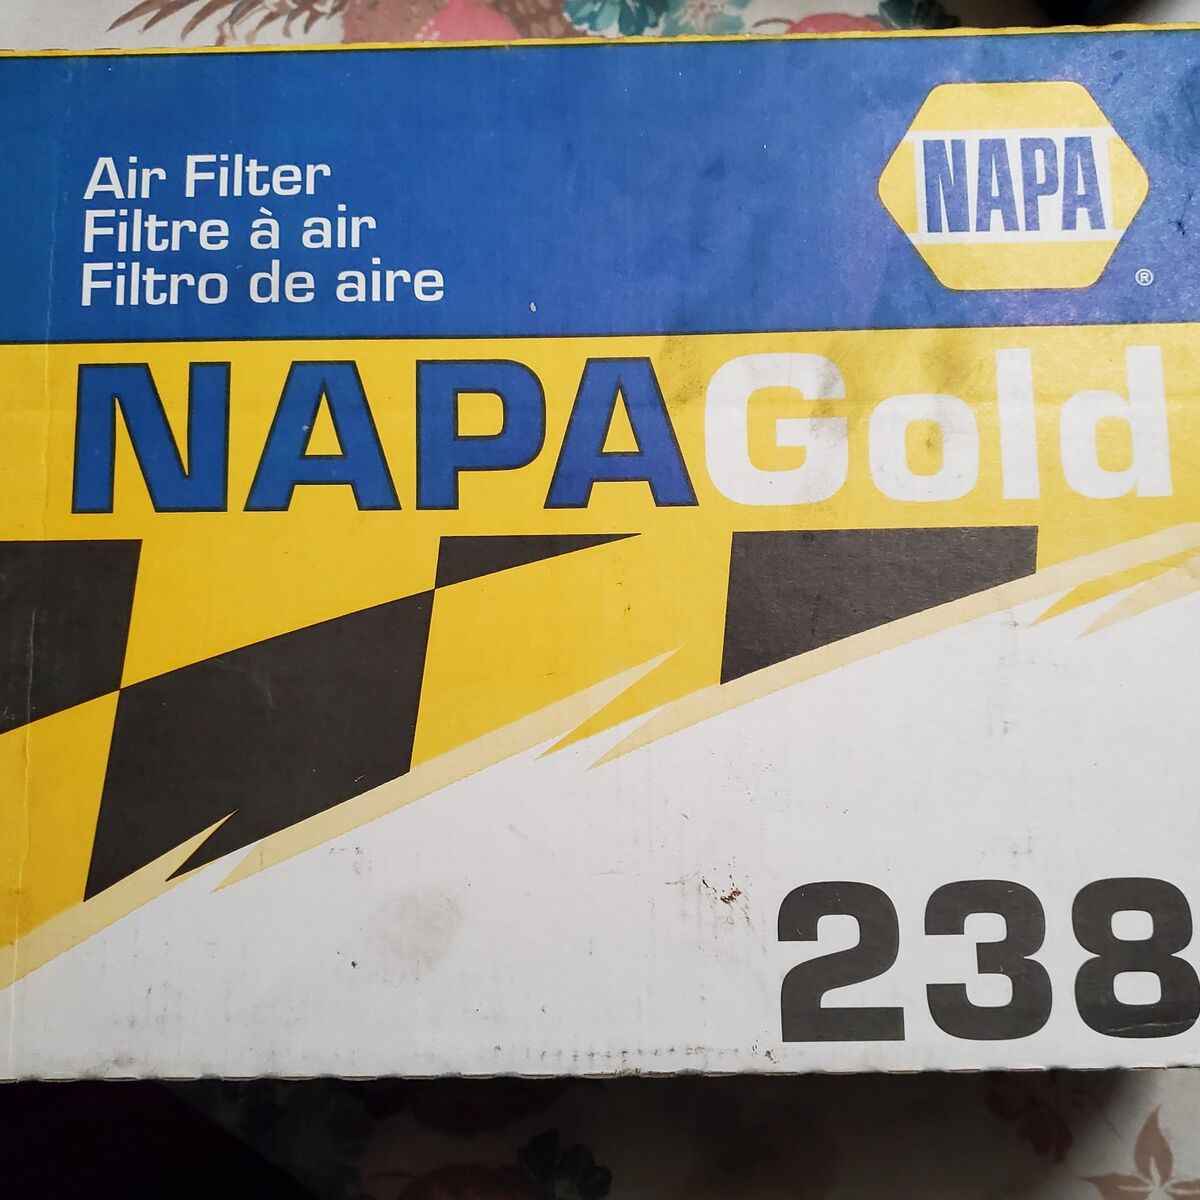 Air Filter
Filtre à air
Filtro de aire
NAPA
®
NAPAGold
238